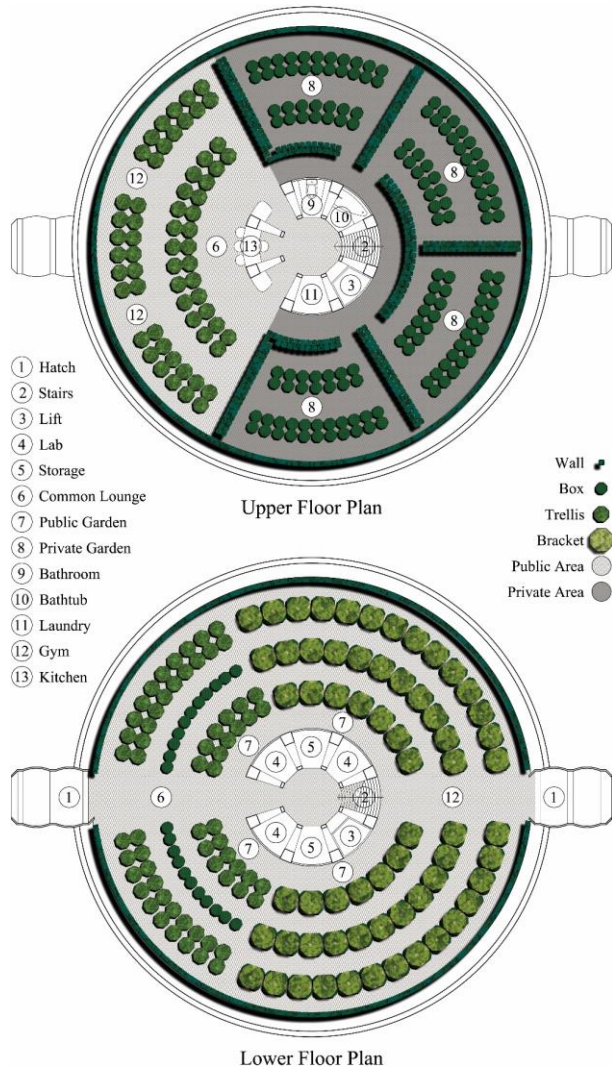 8
8
12
9
10
6
13
2
11
3
12
8
8
1 Hatch
2 Stairs
3 Lift
4 Lab
5 Storage
6 Common Lounge
7 Public Garden
8 Private Garden
9 Bathroom
10 Bathtub
11 Laundry
12 Gym
13 Kitchen
Upper Floor Plan
Wall
Box
Trellis
Bracket
Public Area
Private Area
7
7
5
4
4
1
6
2
12
1
4
3
5
7
7
Lower Floor Plan